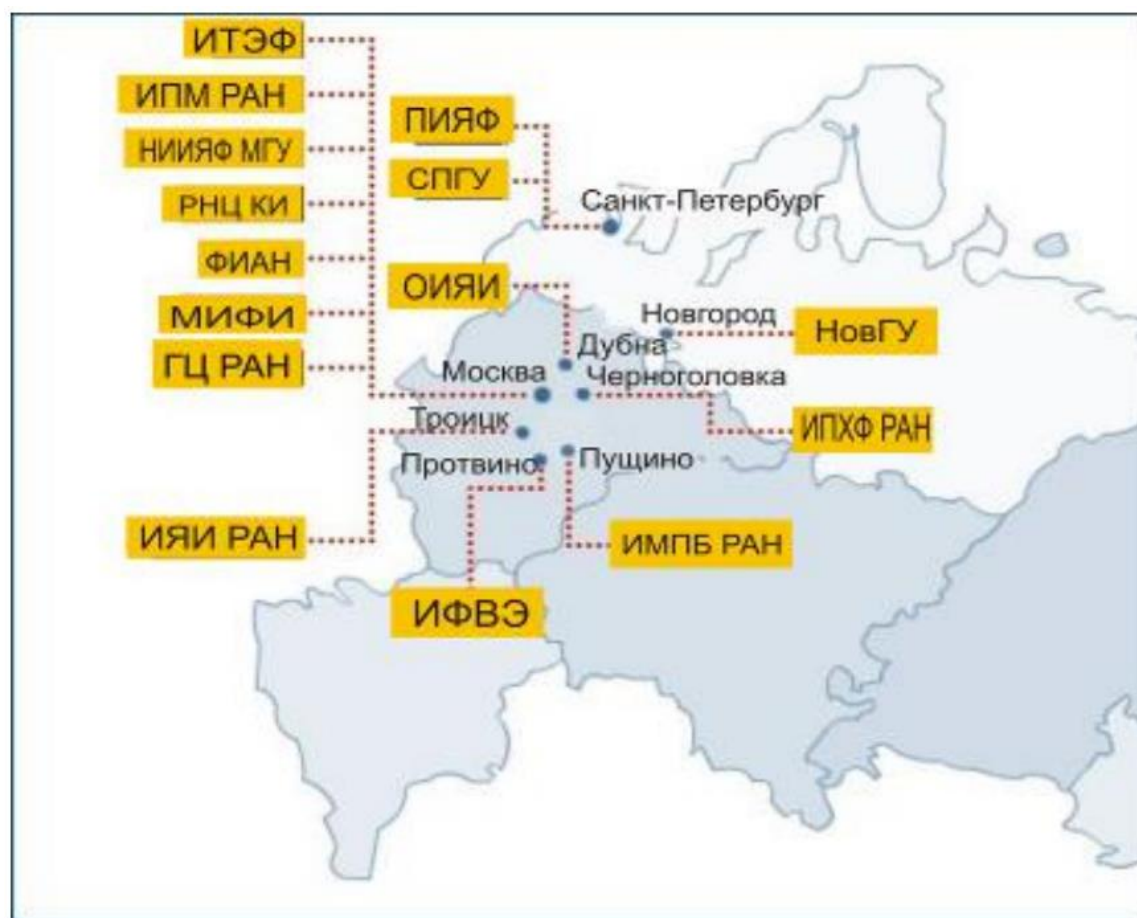 ИТЭФ
ИПМ РАН
НИИЯФ МГУ
РНЦ КИ
ФИАН
МИФИ
ГЦ РАН
ПИЯФ
СПГУ
Санкт-Петербург
ОИЯИ
Новгород
НовГУ
Дубна
Москва
Черноголовка
ИПХФ РАН
Троицк
Протвино
Пущино
ИЯИ РАН
ИМПБ РАН
ИФВЭ